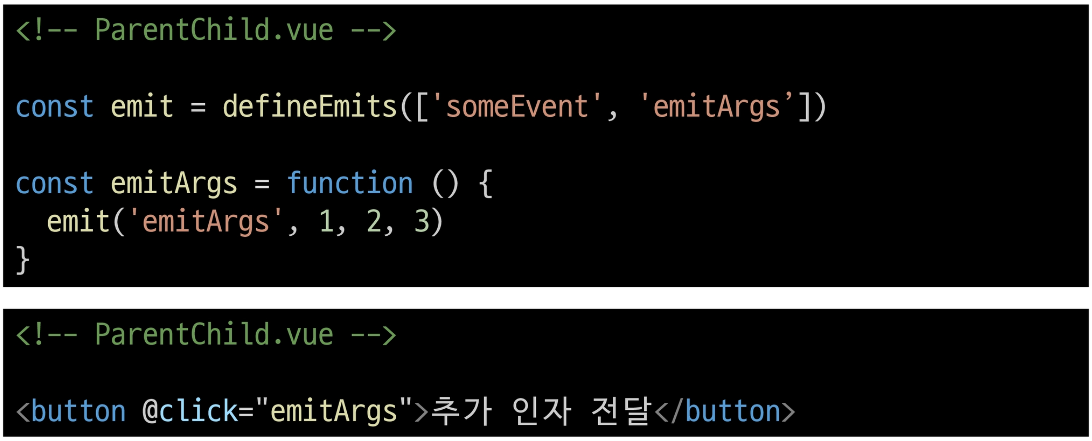 <!-- ParentChild.vue -->
const emit = defineEmits(['someEvent', 'emitArgs’])
const emitArgs = function () {
  emit('emitArgs', 1, 2, 3)
}
<!-- ParentChild.vue -->
<button @click="emitArgs">추가 인자 전달</button>